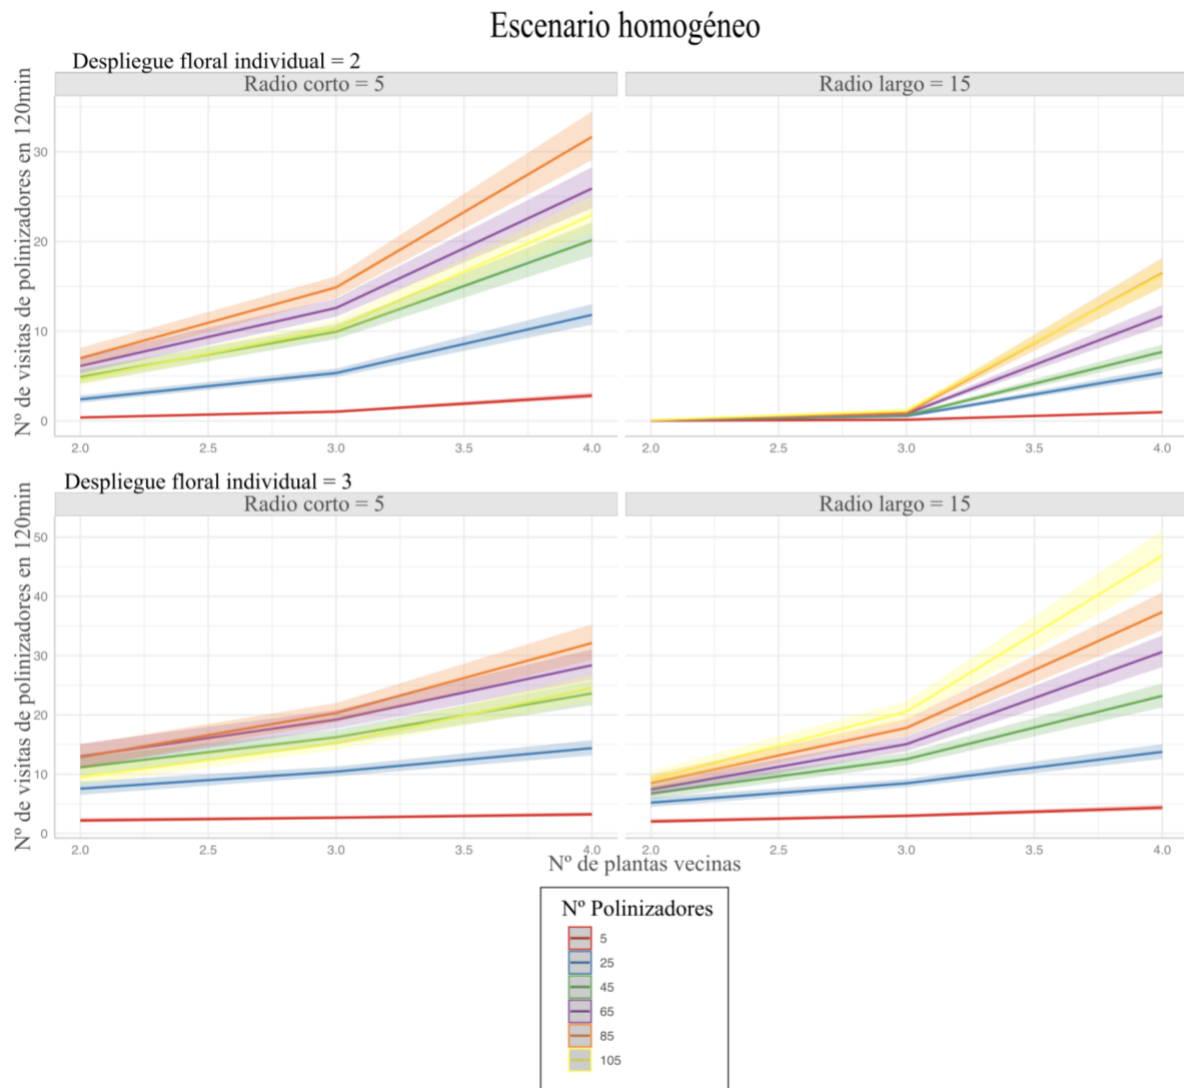 Escenario homogéneo
Despliegue floral individual = 2
Radio corto = 5
Radio largo = 15
Nº de visitas de polinizadores en 120min
30
20
10
0
2.0 2.5 3.0 3.5 4.0
2.0 2.5 3.0 3.5 4.0
Despliegue floral individual = 3
Radio corto = 5
Radio largo = 15
Nº de visitas de polinizadores en 120min
50
40
30
20
10
0
2.0 2.5 3.0 3.5 4.0
2.0 2.5 3.0 3.5 4.0
Nº de plantas vecinas
Nº Polinizadores
5
25
45
65
85
105